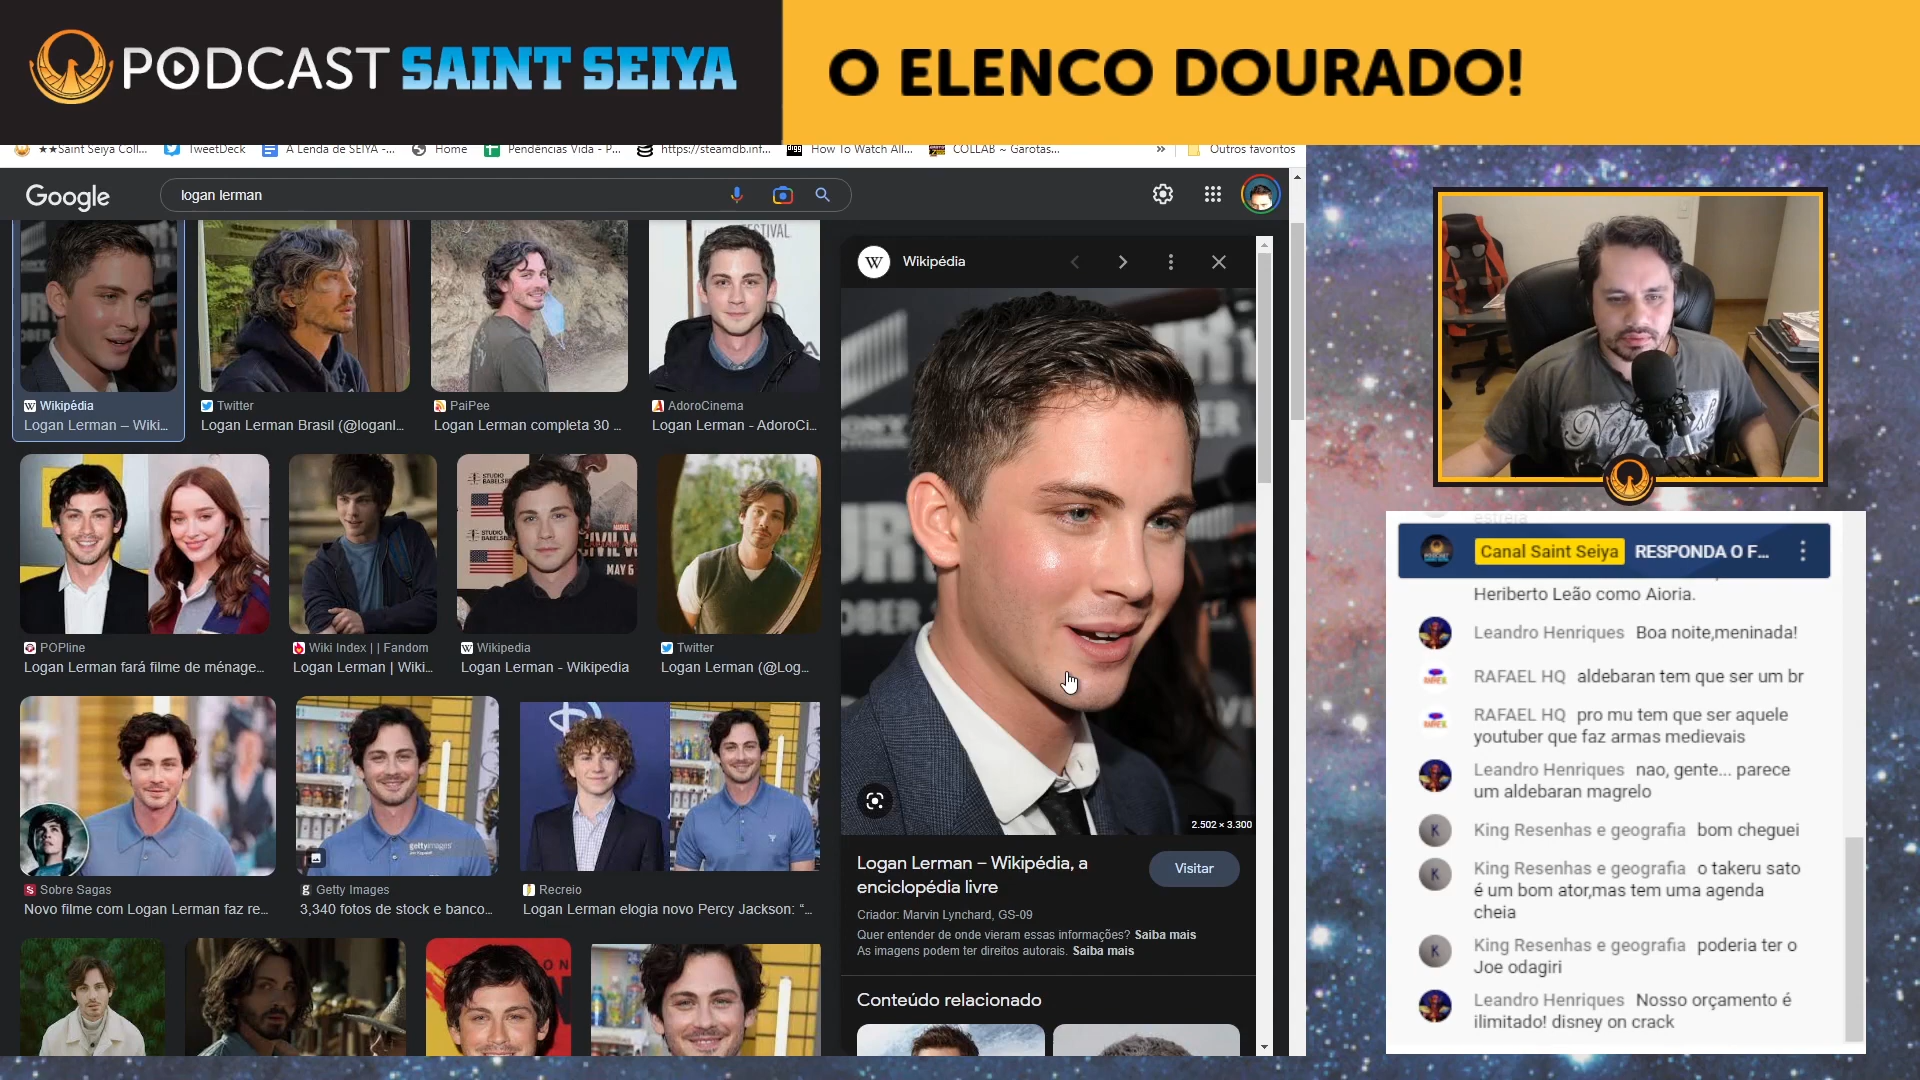 PODCAST SAINT SEIYA
O ELENCO DOURADO!
★★Saint Seiya Coll...
TweetDeck
A Lenda de SEIYA -...
Home
Pendências Vida - P...
https://steamdb.inf...
How To Watch All...
COLLAB ~ Garotas...
»
Outros favoritos
Google
logan lerman
Wikipédia
Logan Lerman – Wiki...
Twitter
Logan Lerman Brasil (@loganl...
PaiPee
Logan Lerman completa 30 ...
AdoroCinema
Logan Lerman - AdoroCi...
POPline
Logan Lerman fará filme de ménage...
Wiki Index | | Fandom
Logan Lerman | Wiki...
Wikipedia
Logan Lerman - Wikipedia
Twitter
Logan Lerman (@Log...
Sobre Sagas
Novo filme com Logan Lerman faz re...
Getty Images
3,340 fotos de stock e banco...
Recreio
Logan Lerman elogia novo Percy Jackson: “...
STUDIO
MAY 6
gettyimages
W Wikipédia
2.502 × 3.300
Logan Lerman – Wikipédia, a
enciclopédia livre
Visitar
Criador: Marvin Lynchard, GS-09
Quer entender de onde vieram essas informações? Saiba mais
As imagens podem ter direitos autorais. Saiba mais
Conteúdo relacionado
estreia
Canal Saint Seiya RESPONDA O F...
Heriberto Leão como Aioria.
Leandro Henriques Boa noite,meninada!
RAFAEL HQ aldebaran tem que ser um br
RAFAEL HQ pro mu tem que ser aquele
youtuber que faz armas medievais
Leandro Henriques nao, gente... parece
um aldebaran magrelo
King Resenhas e geografia bom cheguei
King Resenhas e geografia o takeru sato
é um bom ator,mas tem uma agenda
cheia
King Resenhas e geografia poderia ter o
Joe odagiri
Leandro Henriques Nosso orçamento é
ilimitado! disney on crack